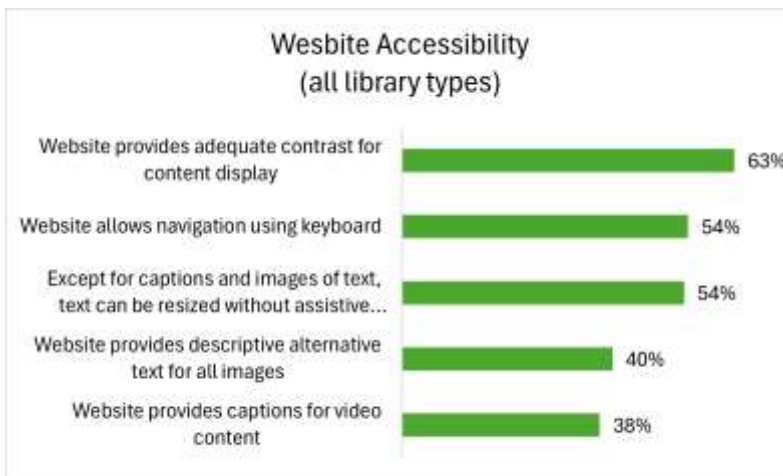 Wesbite Accessibility
(all library types)
Website provides adequate contrast for
content display
63%
Website allows navigation using keyboard
54%
Except for captions and images of text,
text can be resized without assistive...
54%
Website provides descriptive alternative
text for all images
40%
Website provides captions for video
content
38%